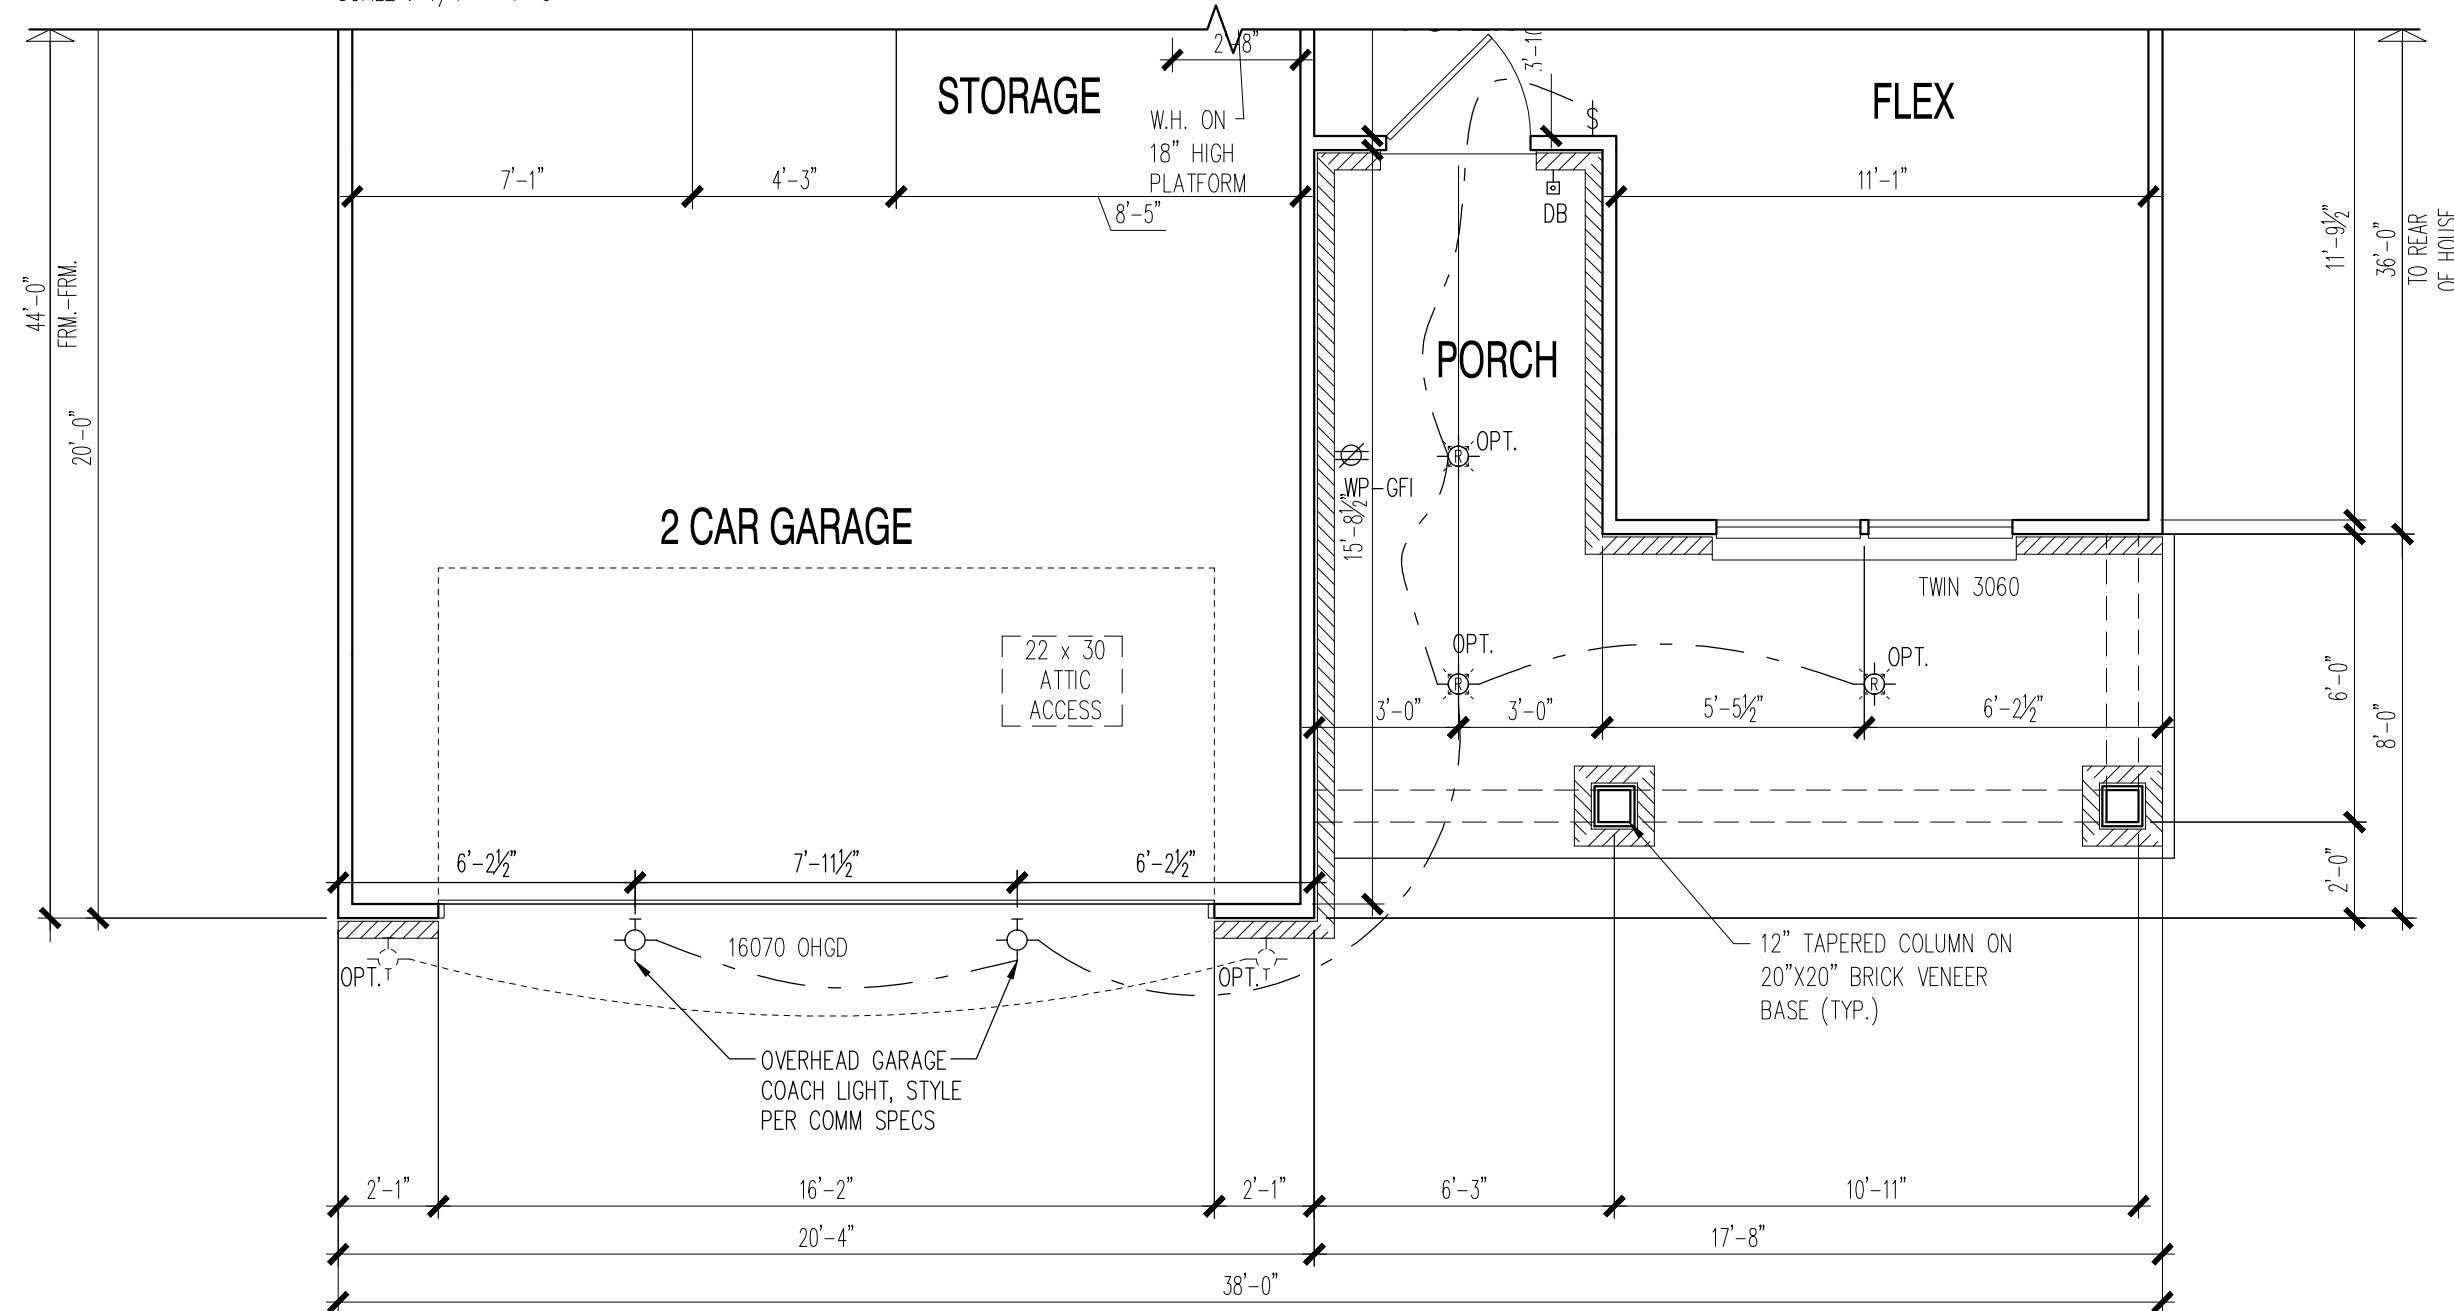 2'-8"
3'-10
STORAGE
FLEX
W.H. ON
18" HIGH
PLATFORM
$
7'-1"
4'-3"
8'-5"
DB
11'-1"
11'-9½"
36'-0"
TO REAR
OF HOUSE
44'-0"
FRM.-FRM.
20'-0"
PORCH
R
OPT.
WP-GFI
15'-8½"
2 CAR GARAGE
TWIN 3060
22 x 30
ATTIC
ACCESS
OPT.
R
OPT.
R
3'-0"
3'-0"
5'-5½"
6'-2½"
6'-0"
8'-0"
2'-0"
6'-2½"
7'-11½"
6'-2½"
16070 OHGD
OPT.
OPT.
12" TAPERED COLUMN ON
20"X20" BRICK VENEER
BASE (TYP.)
OVERHEAD GARAGE
COACH LIGHT, STYLE
PER COMM SPECS
2'-1"
16'-2"
2'-1"
6'-3"
10'-11"
20'-4"
17'-8"
38'-0"